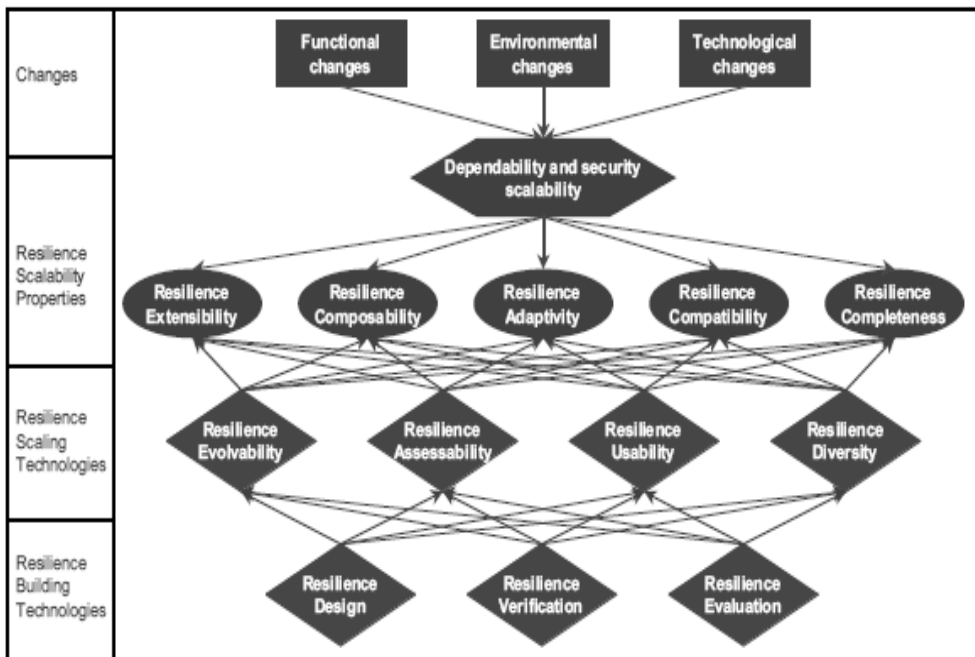 Changes
Functional
changes
Environmental
changes
Technological
changes
Dependability and security
scalability
Resilience
Scalability
Properties
Resilience
Extensibility
Resilience
Composability
Resilience
Adaptivity
Resilience
Compatibility
Resilience
Completeness
Resilience
Scaling
Technologies
Resilience
Evolvability
Resilience
Assessability
Resilience
Usability
Resilience
Diversity
Resilience
Building
Technologies
Resilience
Design
Resilience
Verification
Resilience
Evaluation